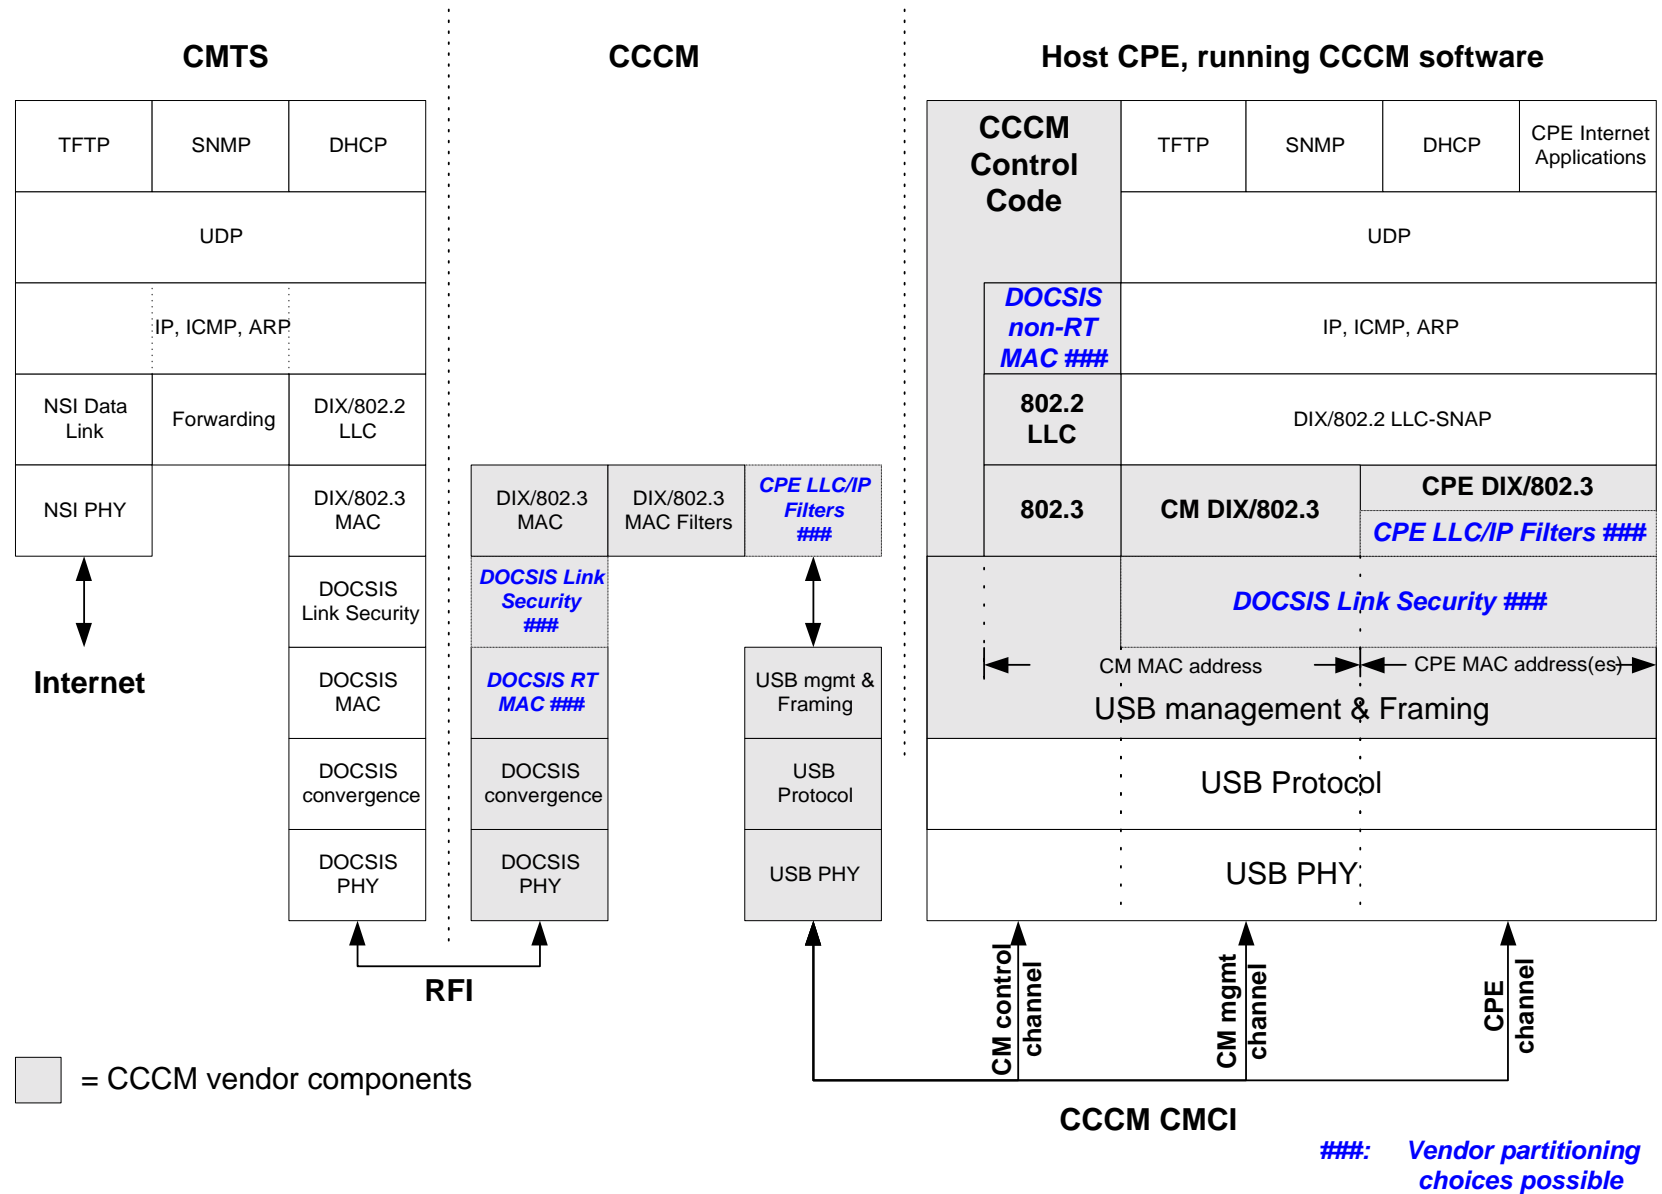 CMTS
CCCM
Host CPE, running CCCM software
TFTP
SNMP
DHCP
UDP
IP, ICMP, ARP
NSI Data
Link
Forwarding
DIX/802.2
LLC
NSI PHY
DIX/802.3
MAC
DOCSIS
Link Security
DOCSIS
MAC
DOCSIS
convergence
DOCSIS
PHY
Internet
DIX/802.3
MAC
DIX/802.3
MAC Filters
CPE LLC/IP
Filters
###
DOCSIS Link
Security
###
DOCSIS RT
MAC ###
DOCSIS
convergence
DOCSIS
PHY
USB mgmt &
Framing
USB
Protocol
USB PHY
CCCM
Control
Code
TFTP
SNMP
DHCP
CPE Internet
Applications
UDP
DOCSIS
non-RT
MAC ###
IP, ICMP, ARP
802.2
LLC
DIX/802.2 LLC-SNAP
802.3
CM DIX/802.3
CPE DIX/802.3
CPE LLC/IP Filters ###
DOCSIS Link Security ###
CM MAC address
CPE MAC address(es)
USB management & Framing
USB Protocol
USB PHY
RFI
CM control
channel
CM mgmt
channel
CPE
channel
CCCM CMCI
= CCCM vendor components
###: Vendor partitioning
choices possible